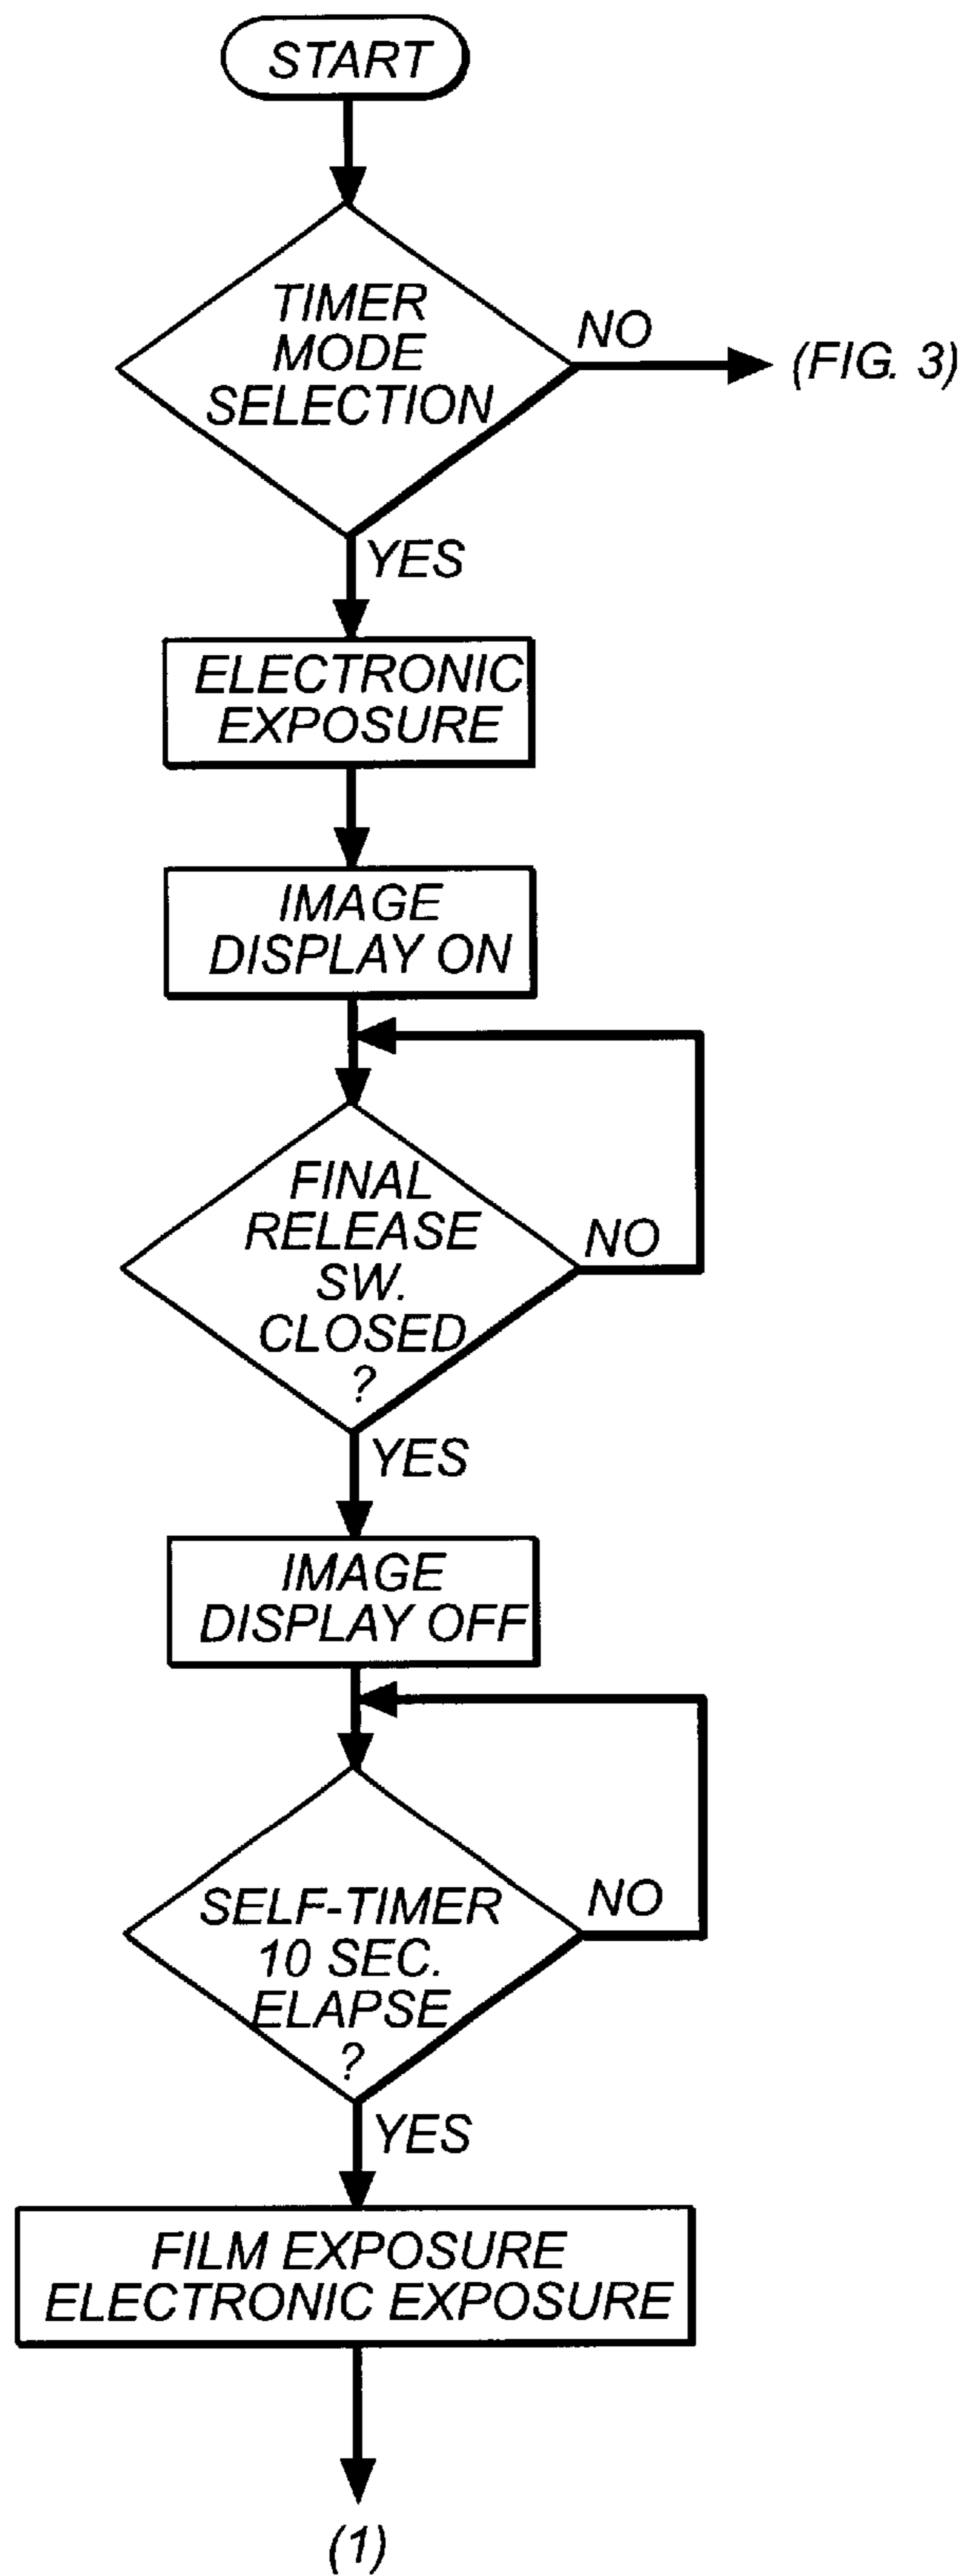 START
TIMER
MODE
SELECTION
NO
(FIG. 3)
YES
ELECTRONIC
EXPOSURE
IMAGE
DISPLAY ON
FINAL
RELEASE
SW.
CLOSED
?
NO
YES
IMAGE
DISPLAY OFF
SELF-TIMER
10 SEC.
ELAPSE
?
NO
YES
FILM EXPOSURE
ELECTRONIC EXPOSURE
(1)